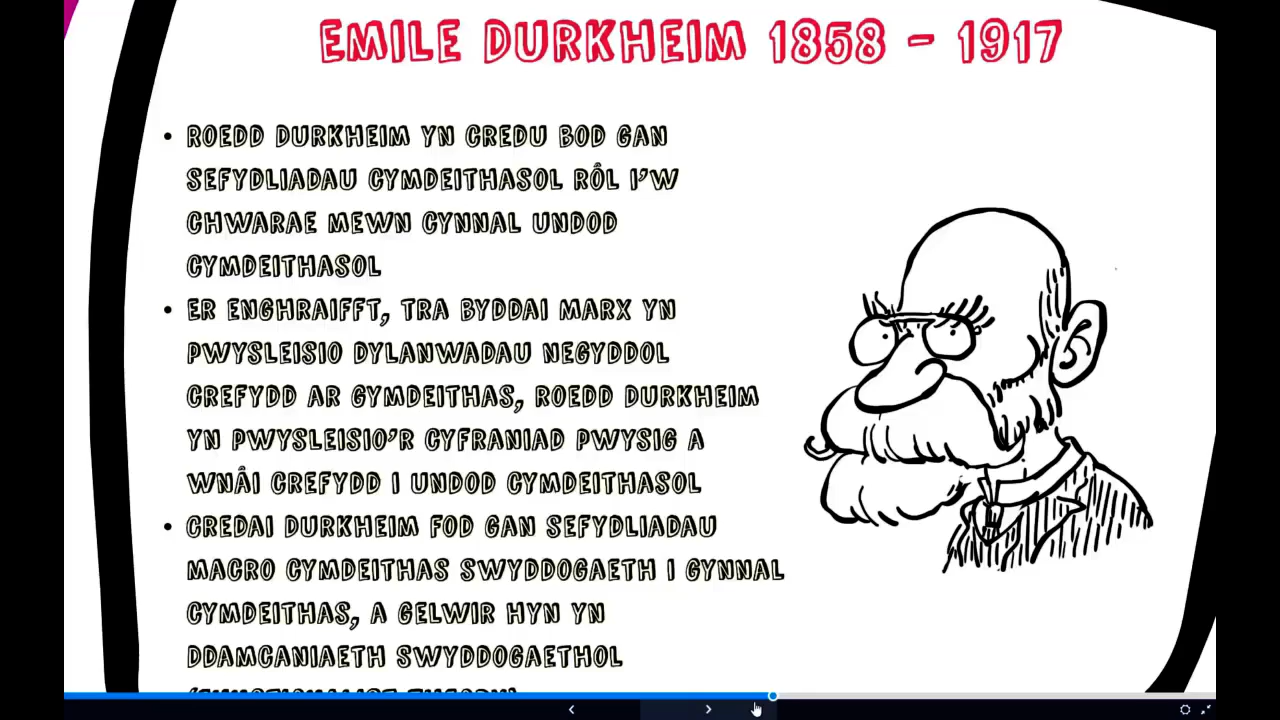 EMILE DURKHEIM 1858 - 1917
• ROEDD DURKHEIM YN CREDU BOD GAN
SEFYDLIADAU CYMDEITHASOL RÔL I'W
CHWARAE MEWN CYNNAL UNDOD
CYMDEITHASOL
• ER ENGHRAIFFT, TRA BYDDAI MARX YN
PWYSLEISIO DYLANWADAU NEGYDDOL
CREFYDD AR GYMDEITHAS, ROEDD DURKHEIM
YN PWYSLEISIO'R CYFRANIAD PWYSIG A
WNÂI CREFYDD I UNDOD CYMDEITHASOL
• CREDAI DURKHEIM FOD GAN SEFYDLIADAU
MACRO CYMDEITHAS SWYDDOGAETH I GYNNAL
CYMDEITHAS, A GELWIR HYN YN
DDAMCANIAETH SWYDDOGAETHOL